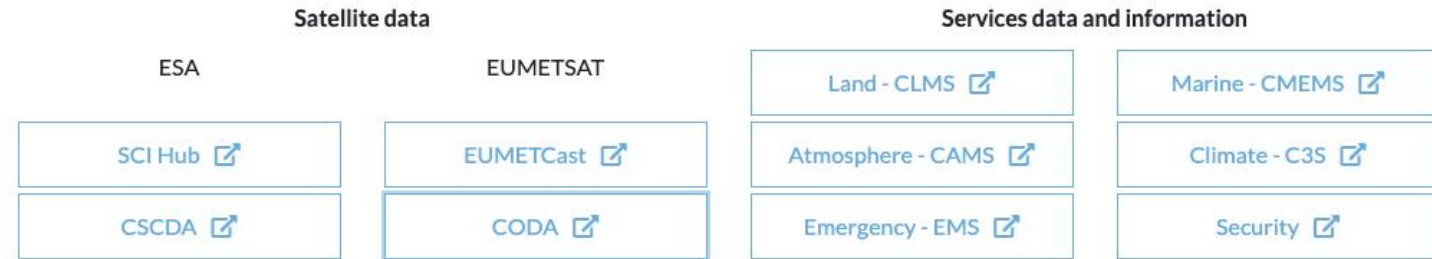 Satellite data
Services data and information
ESA
EUMETSAT
Land - CLMS
Marine - CMEMS
SCI Hub
EUMETCast
Atmosphere - CAMS
Climate - C3S
CSCDA
CODA
Emergency - EMS
Security